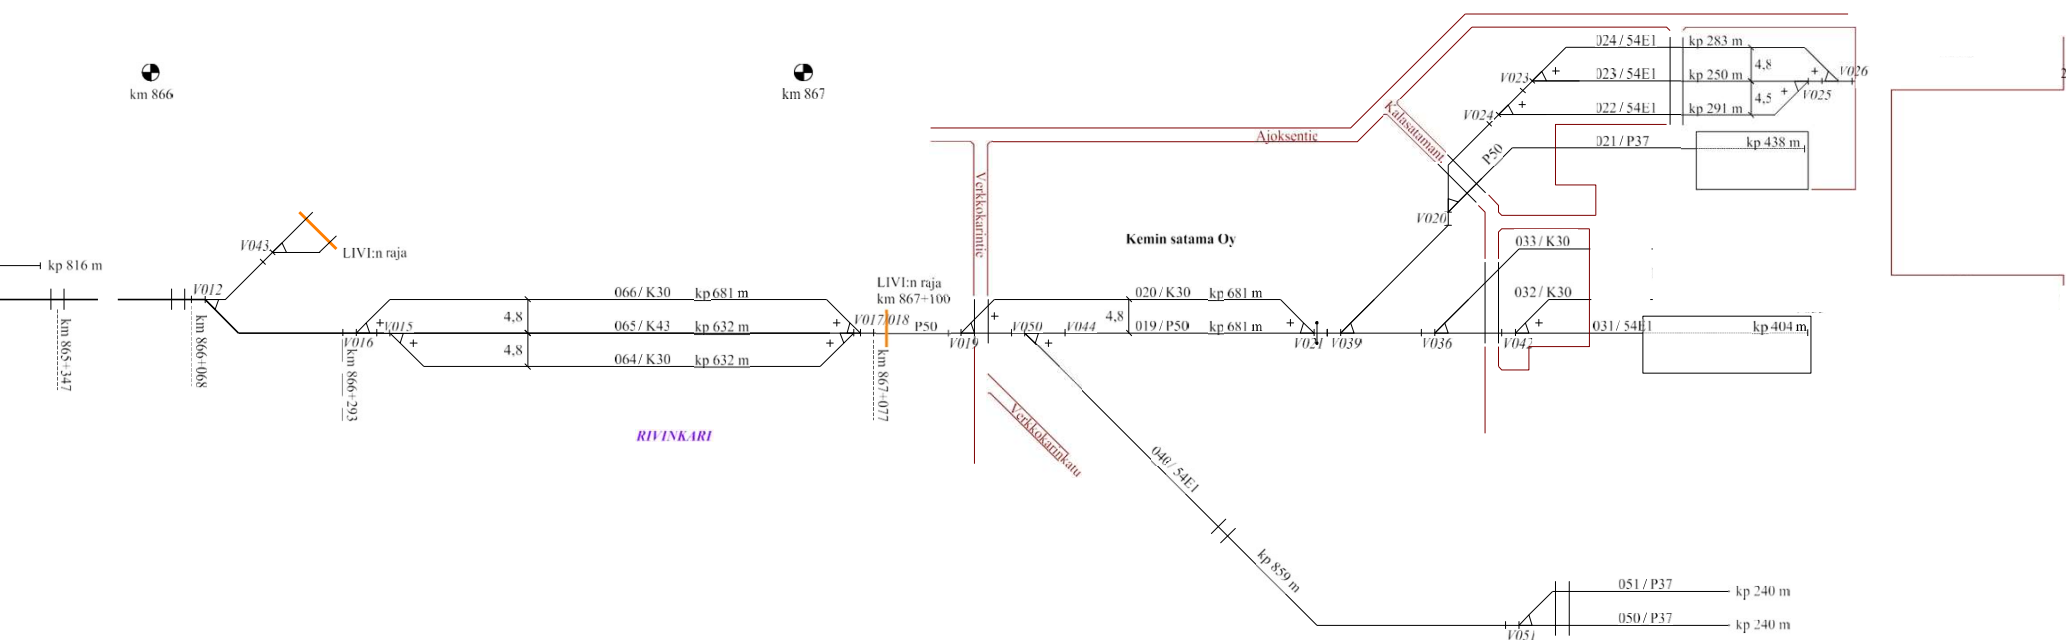 km 866
km 867
024 / 54E1 kp 283 m
4,8
+
V023
+
023 / 54E1 kp 250 m
+
V026
4,5
+
V025
V024
+
022 / 54E1 kp 291 m
Kalasatamant.
Ajoksentie
021 / P37
kp 438 m
P50
V020
Verkkokarintie
Kemin satama Oy
V043
LIVI:n raja
kp 816 m
033 / K30
V012
066 / K30 kp 681 m
LIVI:n raja
km 867+100
020 / K30 kp 681 m
032 / K30
4,8
+
V015
065 / K43 kp 632 m
+
V017/018
P50
+
4,8
V050
V044
019 / P50 kp 681 m
+
+
031 / 54E1
kp 404 m
V016
+
4,8
+
V019
+
V021
V039
V036
V042
064 / K30 kp 632 m
km 865+347
km 866+068
km 866+293
km 867+077
RIVINKARI
Verkkokarinkatu
040 / 54E1
kp 859 m
051 / P37
kp 240 m
050 / P37
kp 240 m
V051